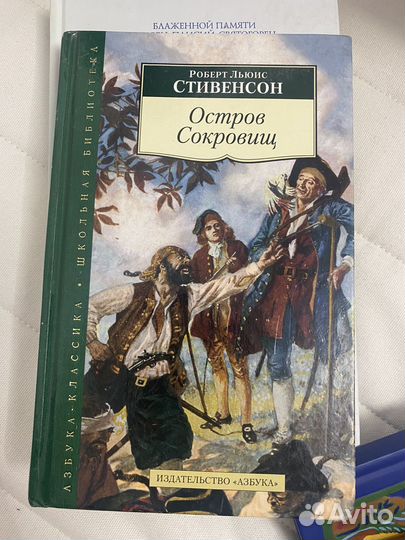 БЛАЖЕННОЙ ПАМЯТИ
Роберт Льюис
СТИВЕНСОН
Остров
Сокровищ
АЗБУКА-КЛАССИКА • ШКОЛЬНАЯ БИБЛИОТЕКА
ИЗДАТЕЛЬСТВО «АЗБУКА»
Avito